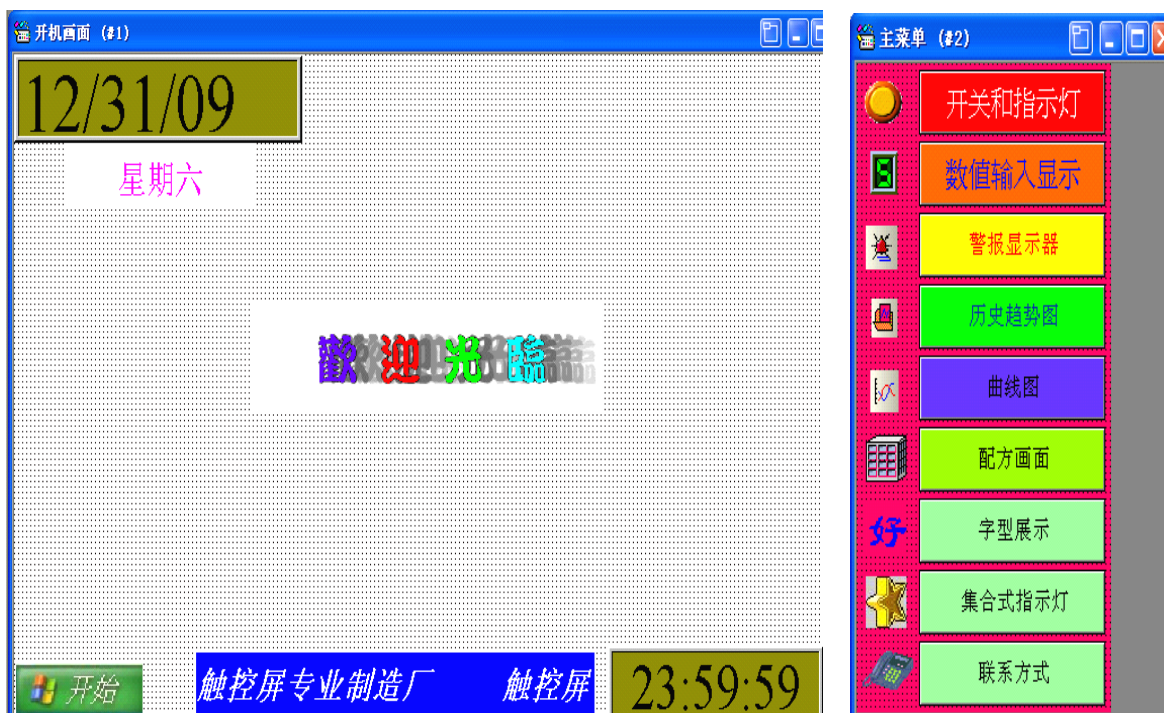 开机画面 (#1)
12/31/09
星期六
歡迎光臨
开始
触控屏专业制造厂 触控屏
23:59:59
主菜单 (#2)
开关和指示灯
5
数值输入显示
警报显示器
历史趋势图
曲线图
配方画面
好
字型展示
集合式指示灯
联系方式